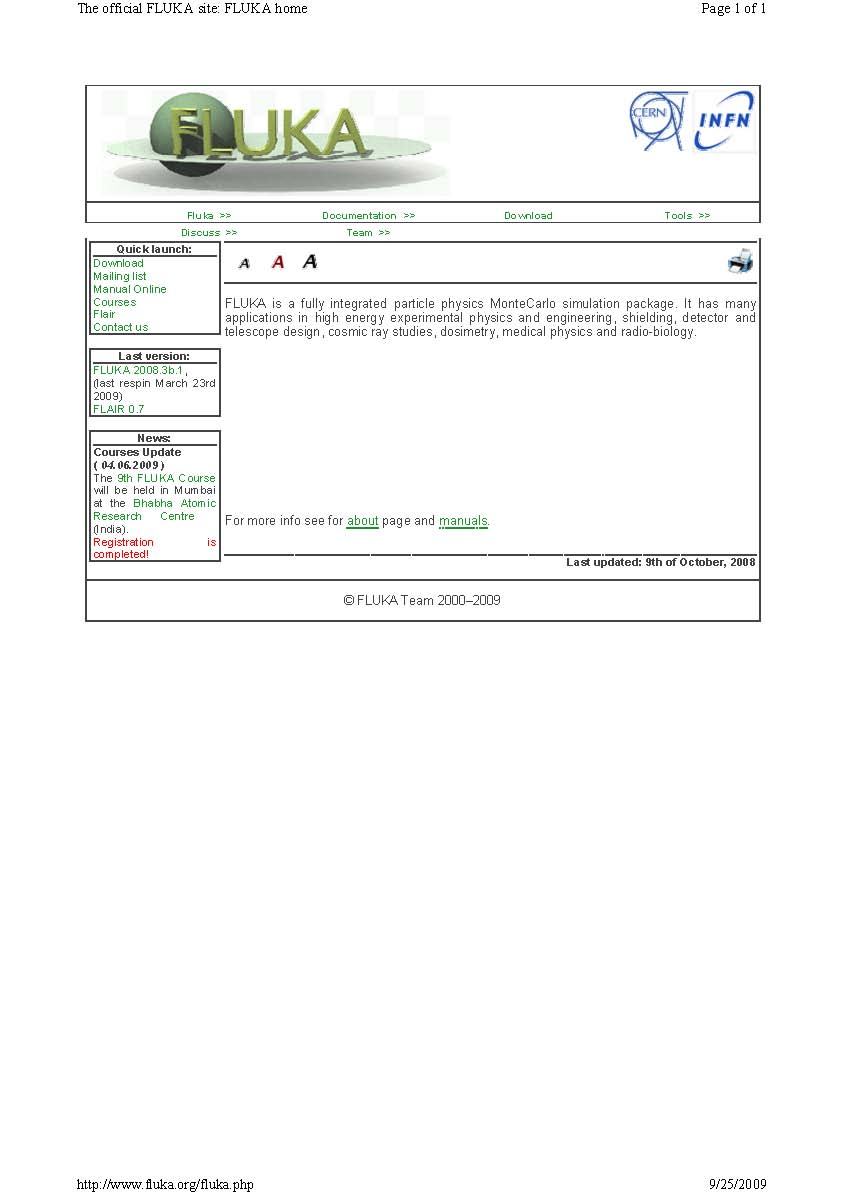 The official FLUKA site: FLUKA home Page 1 of 1
FLUKA
CERN INFN
Fluka >> Documentation >> Download Tools >>
Discuss >> Team >>
Quick launch:
Download
Mailing list
Manual Online
Courses
Flair
Contact us
Last version:
FLUKA 2008.3b.1,
(last respin March 23rd
2009)
FLAIR 0.7
News:
Courses Update
( 04.06.2009 )
The 9th FLUKA Course
will be held in Mumbai
at the Bhabha Atomic
Research Centre
(India).
Registration is
completed!
A A A
FLUKA is a fully integrated particle physics MonteCarlo simulation package. It has many
applications in high energy experimental physics and engineering, shielding, detector and
telescope design, cosmic ray studies, dosimetry, medical physics and radio-biology.
For more info see for about page and manuals.
Last updated: 9th of October, 2008
© FLUKA Team 2000–2009
http://www.fluka.org/fluka.php 9/25/2009